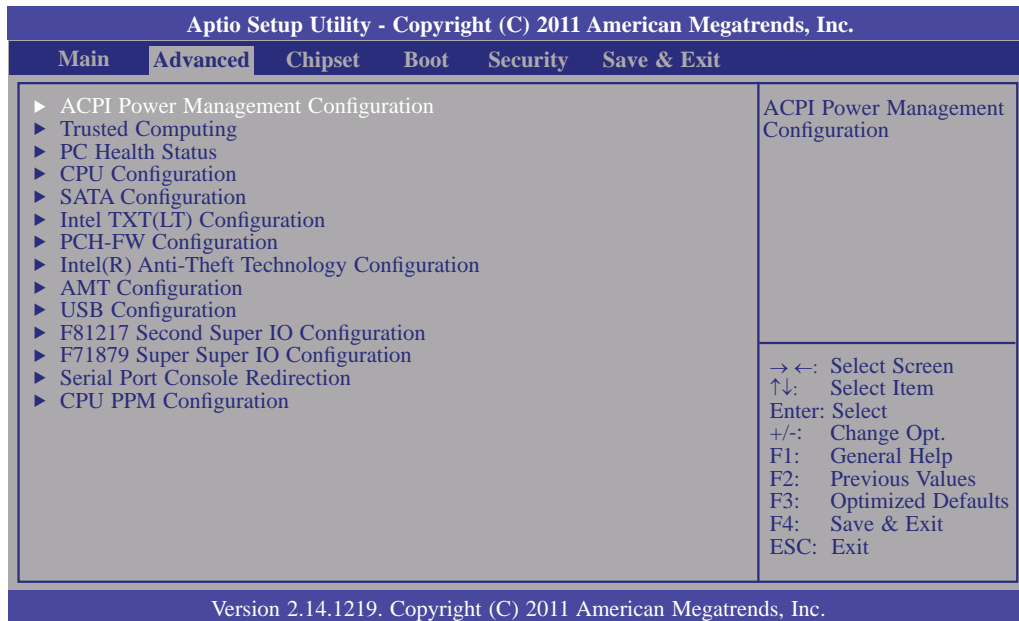 Aptio Setup Utility - Copyright (C) 2011 American Megatrends, Inc.
Main Advanced Chipset Boot Security Save & Exit
▶ ACPI Power Management Configuration
▶ Trusted Computing
▶ PC Health Status
▶ CPU Configuration
▶ SATA Configuration
▶ Intel TXT(LT) Configuration
▶ PCH-FW Configuration
▶ Intel(R) Anti-Theft Technology Configuration
▶ AMT Configuration
▶ USB Configuration
▶ F81217 Second Super IO Configuration
▶ F71879 Super Super IO Configuration
▶ Serial Port Console Redirection
▶ CPU PPM Configuration
ACPI Power Management
Configuration
→ ←: Select Screen
↑↓: Select Item
Enter: Select
+/-: Change Opt.
F1: General Help
F2: Previous Values
F3: Optimized Defaults
F4: Save & Exit
ESC: Exit
Version 2.14.1219. Copyright (C) 2011 American Megatrends, Inc.